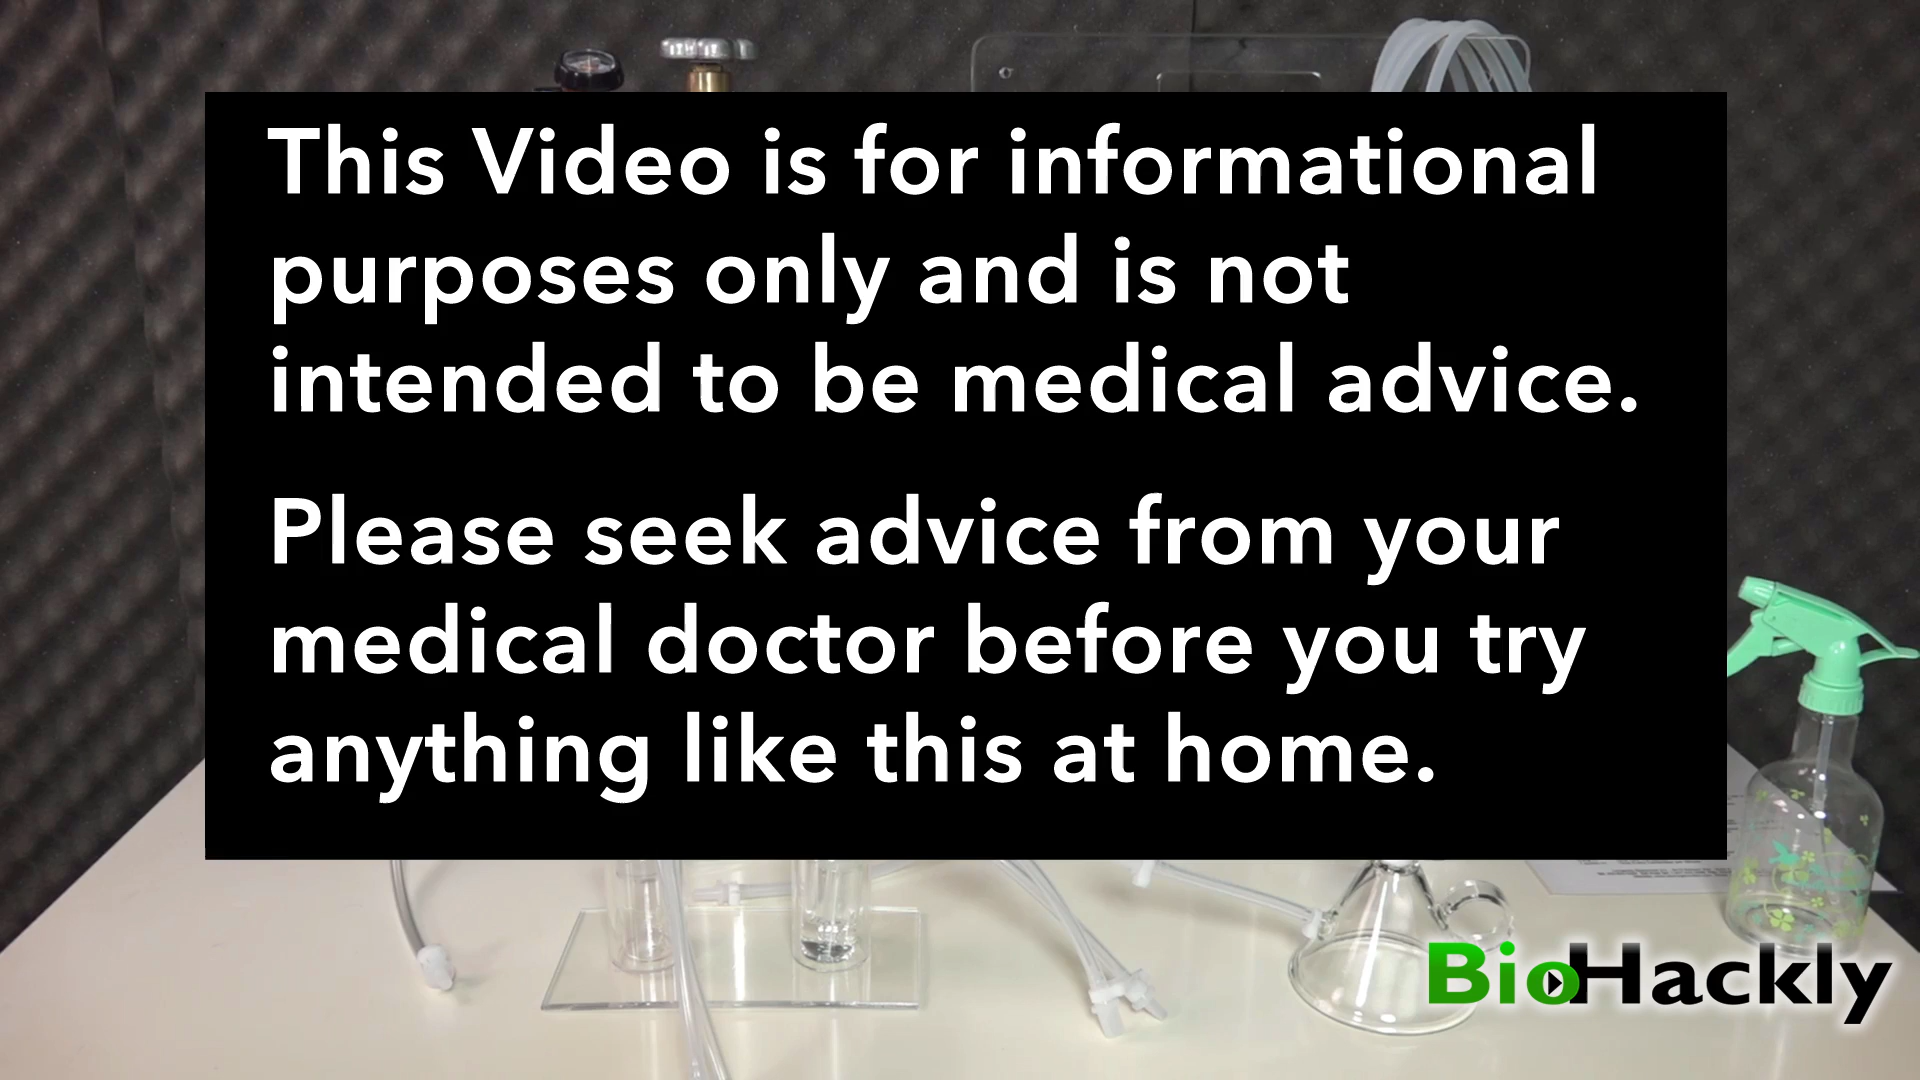 This Video is for informational
purposes only and is not
intended to be medical advice.
Please seek advice from your
medical doctor before you try
anything like this at home.
BioHackly